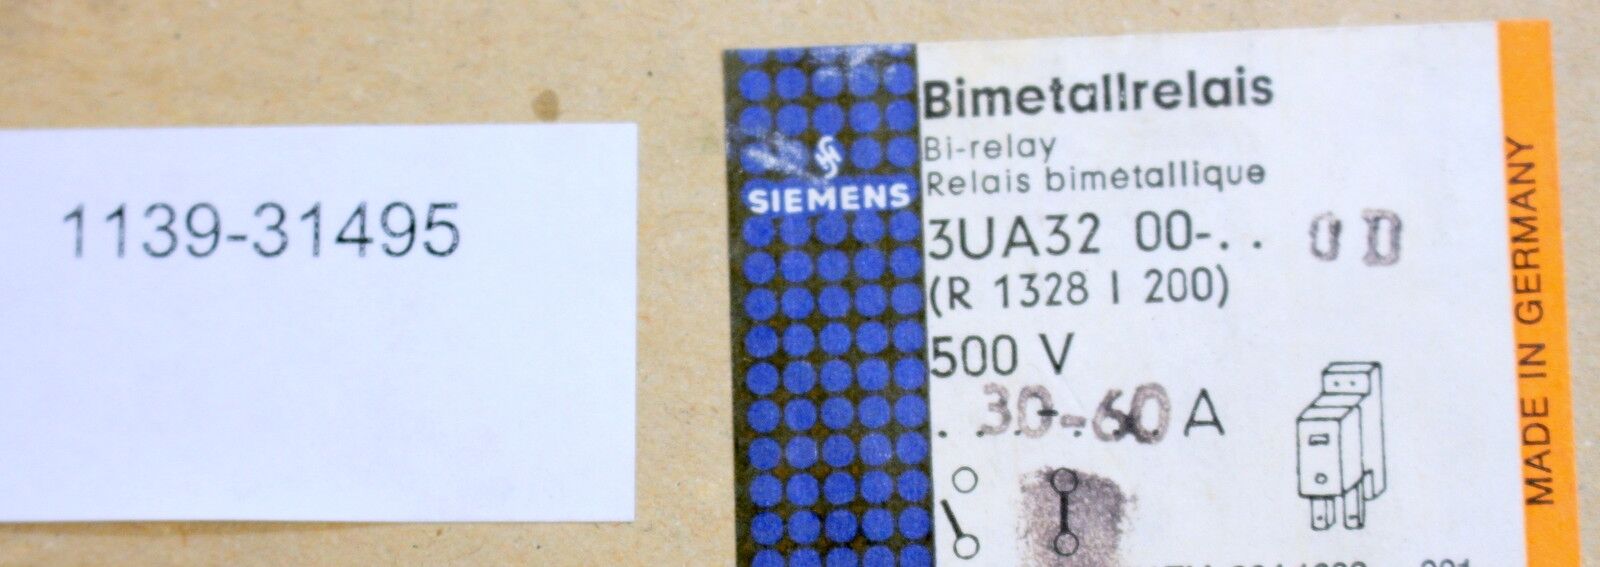 1139-31495
SIEMENS
Bimetallrelais
Bi-relay
Relais bimétallique
3UA32 00-.. 0D
(R 1328 I 200)
500 V
30-60 A
MADE IN GERMANY